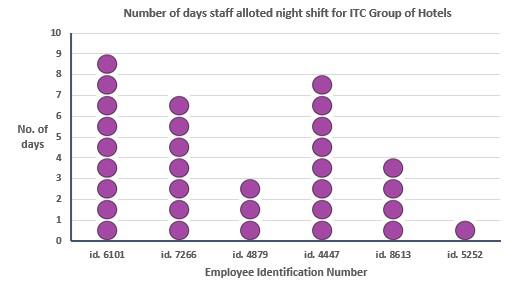 Number of days staff alloted night shift for ITC Group of Hotels
10
9
8
7
6
5
4
3
2
1
0
No. of
days
id. 6101 id. 7266 id. 4879 id. 4447 id. 8613 id. 5252
Employee Identification Number